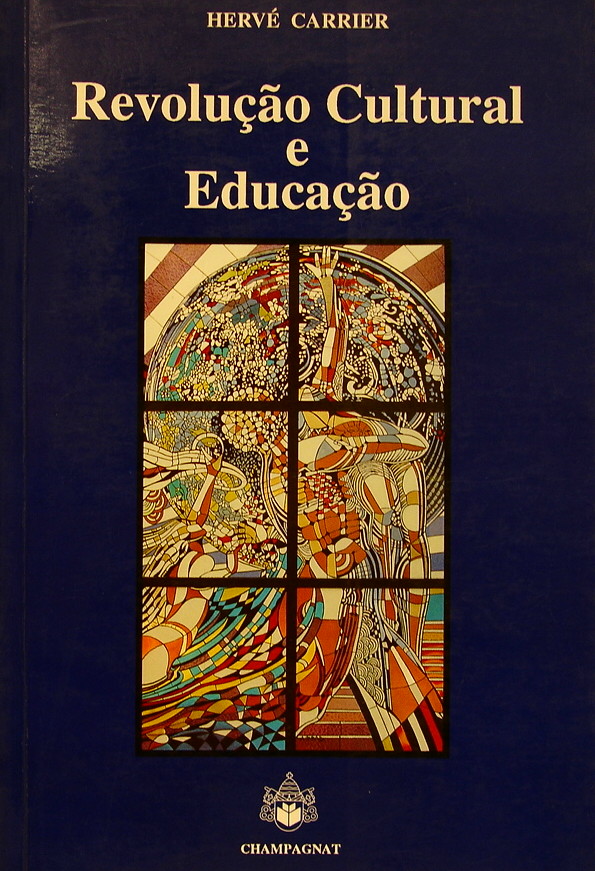 HERVÉ CARRIER
Revolução Cultural
e
Educação
CHAMPAGNAT